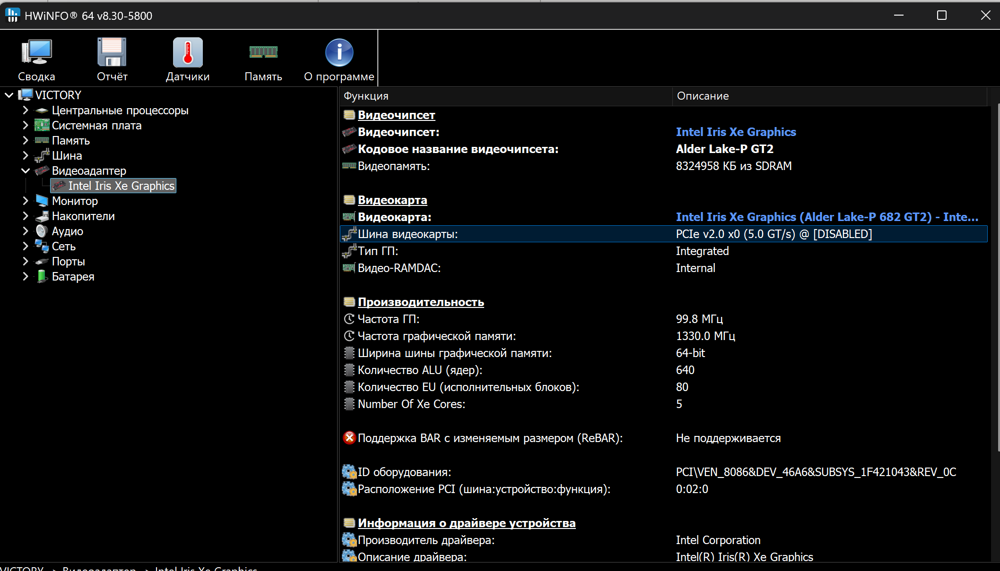 HWiNFO® 64 v8.30-5800
Сводка
Отчёт
Датчики
Память
О программе
VICTORY
Центральные процессоры
Системная плата
Память
Шина
Видеоадаптер
Intel Iris Xe Graphics
Монитор
Накопители
Аудио
Сеть
Порты
Батарея
Функция Описание
Видеочипсет
Видеочипсет: Intel Iris Xe Graphics
Кодовое название видеочипсета: Alder Lake-P GT2
Видеопамять: 8324958 КБ из SDRAM
Видеокарта
Видеокарта: Intel Iris Xe Graphics (Alder Lake-P 682 GT2) - Inte...
Шина видеокарты: PCIe v2.0 x0 (5.0 GT/s) @ [DISABLED]
Тип ГП: Integrated
Видео-RAMDAC: Internal
Производительность
Частота ГП: 99.8 МГц
Частота графической памяти: 1330.0 МГц
Ширина шины графической памяти: 64-bit
Количество ALU (ядер): 640
Количество EU (исполнительных блоков): 80
Number Of Xe Cores: 5
Поддержка BAR с изменяемым размером (ReBAR): Не поддерживается
ID оборудования: PCI\VEN_8086&DEV_46A6&SUBSYS_1F421043&REV_0C
Расположение PCI (шина:устройство:функция): 0:02:0
Информация о драйвере устройства
Производитель драйвера: Intel Corporation
Описание драйвера: Intel(R) Iris(R) Xe Graphics
VICTORY -> Видеоадаптер -> Intel Iris Xe Graphics